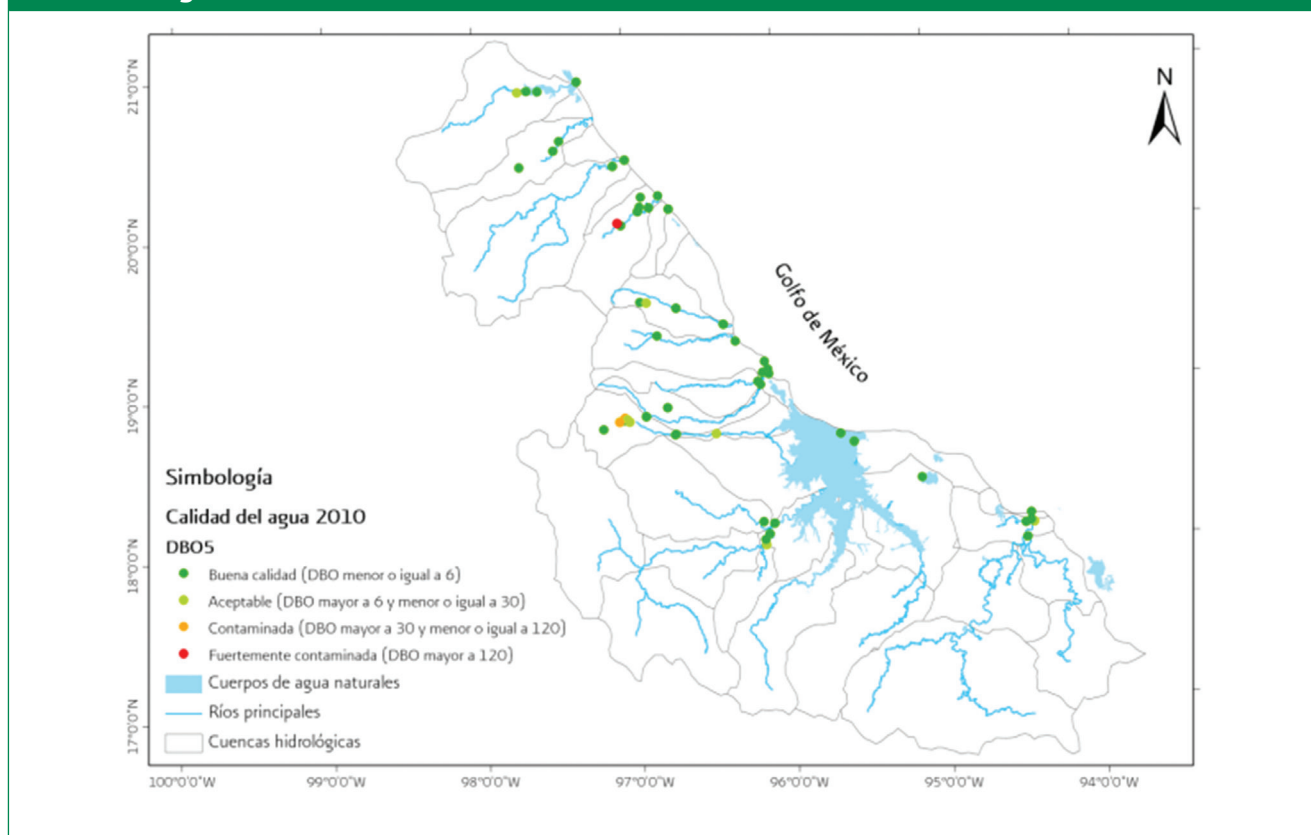 N
21°0'0"N
20°0'0"N
19°0'0"N
18°0'0"N
17°0'0"N
Golfo de México
Simbología
Calidad del agua 2010
DBO5
Buena calidad (DBO menor o igual a 6)
Aceptable (DBO mayor a 6 y menor o igual a 30)
Contaminada (DBO mayor a 30 y menor o igual a 120)
Fuertemente contaminada (DBO mayor a 120)
Cuerpos de agua naturales
Ríos principales
Cuencas hidrológicas
100°0'0"W
99°0'0"W
98°0'0"W
97°0'0"W
96°0'0"W
95°0'0"W
94°0'0"W